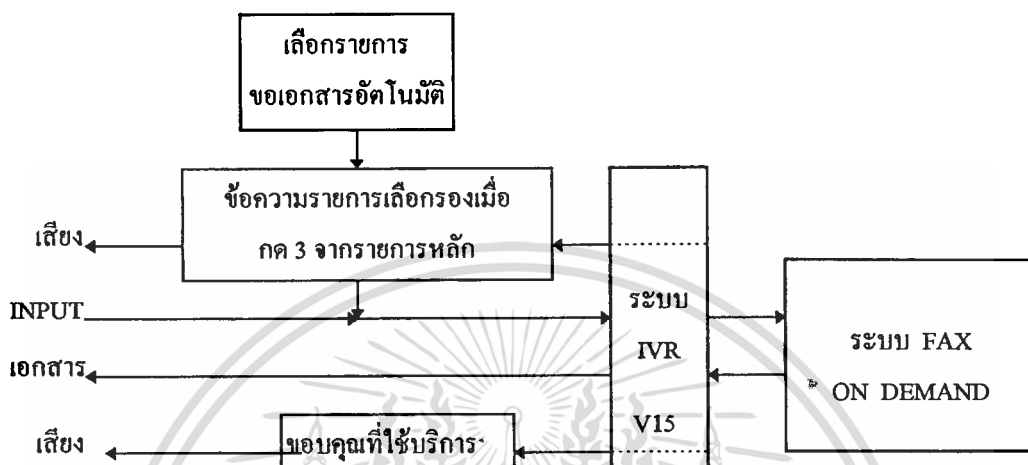 เลือกรายการ
ขอเอกสารอัตโนมัติ
ข้อความรายการเลือกรองเมื่อ
กด 3 จากรายการหลัก
เสียง
INPUT
เอกสาร
เสียง
ขอบคุณที่ใช้บริการ
ระบบ
IVR
V15
ระบบ FAX
ON DEMAND